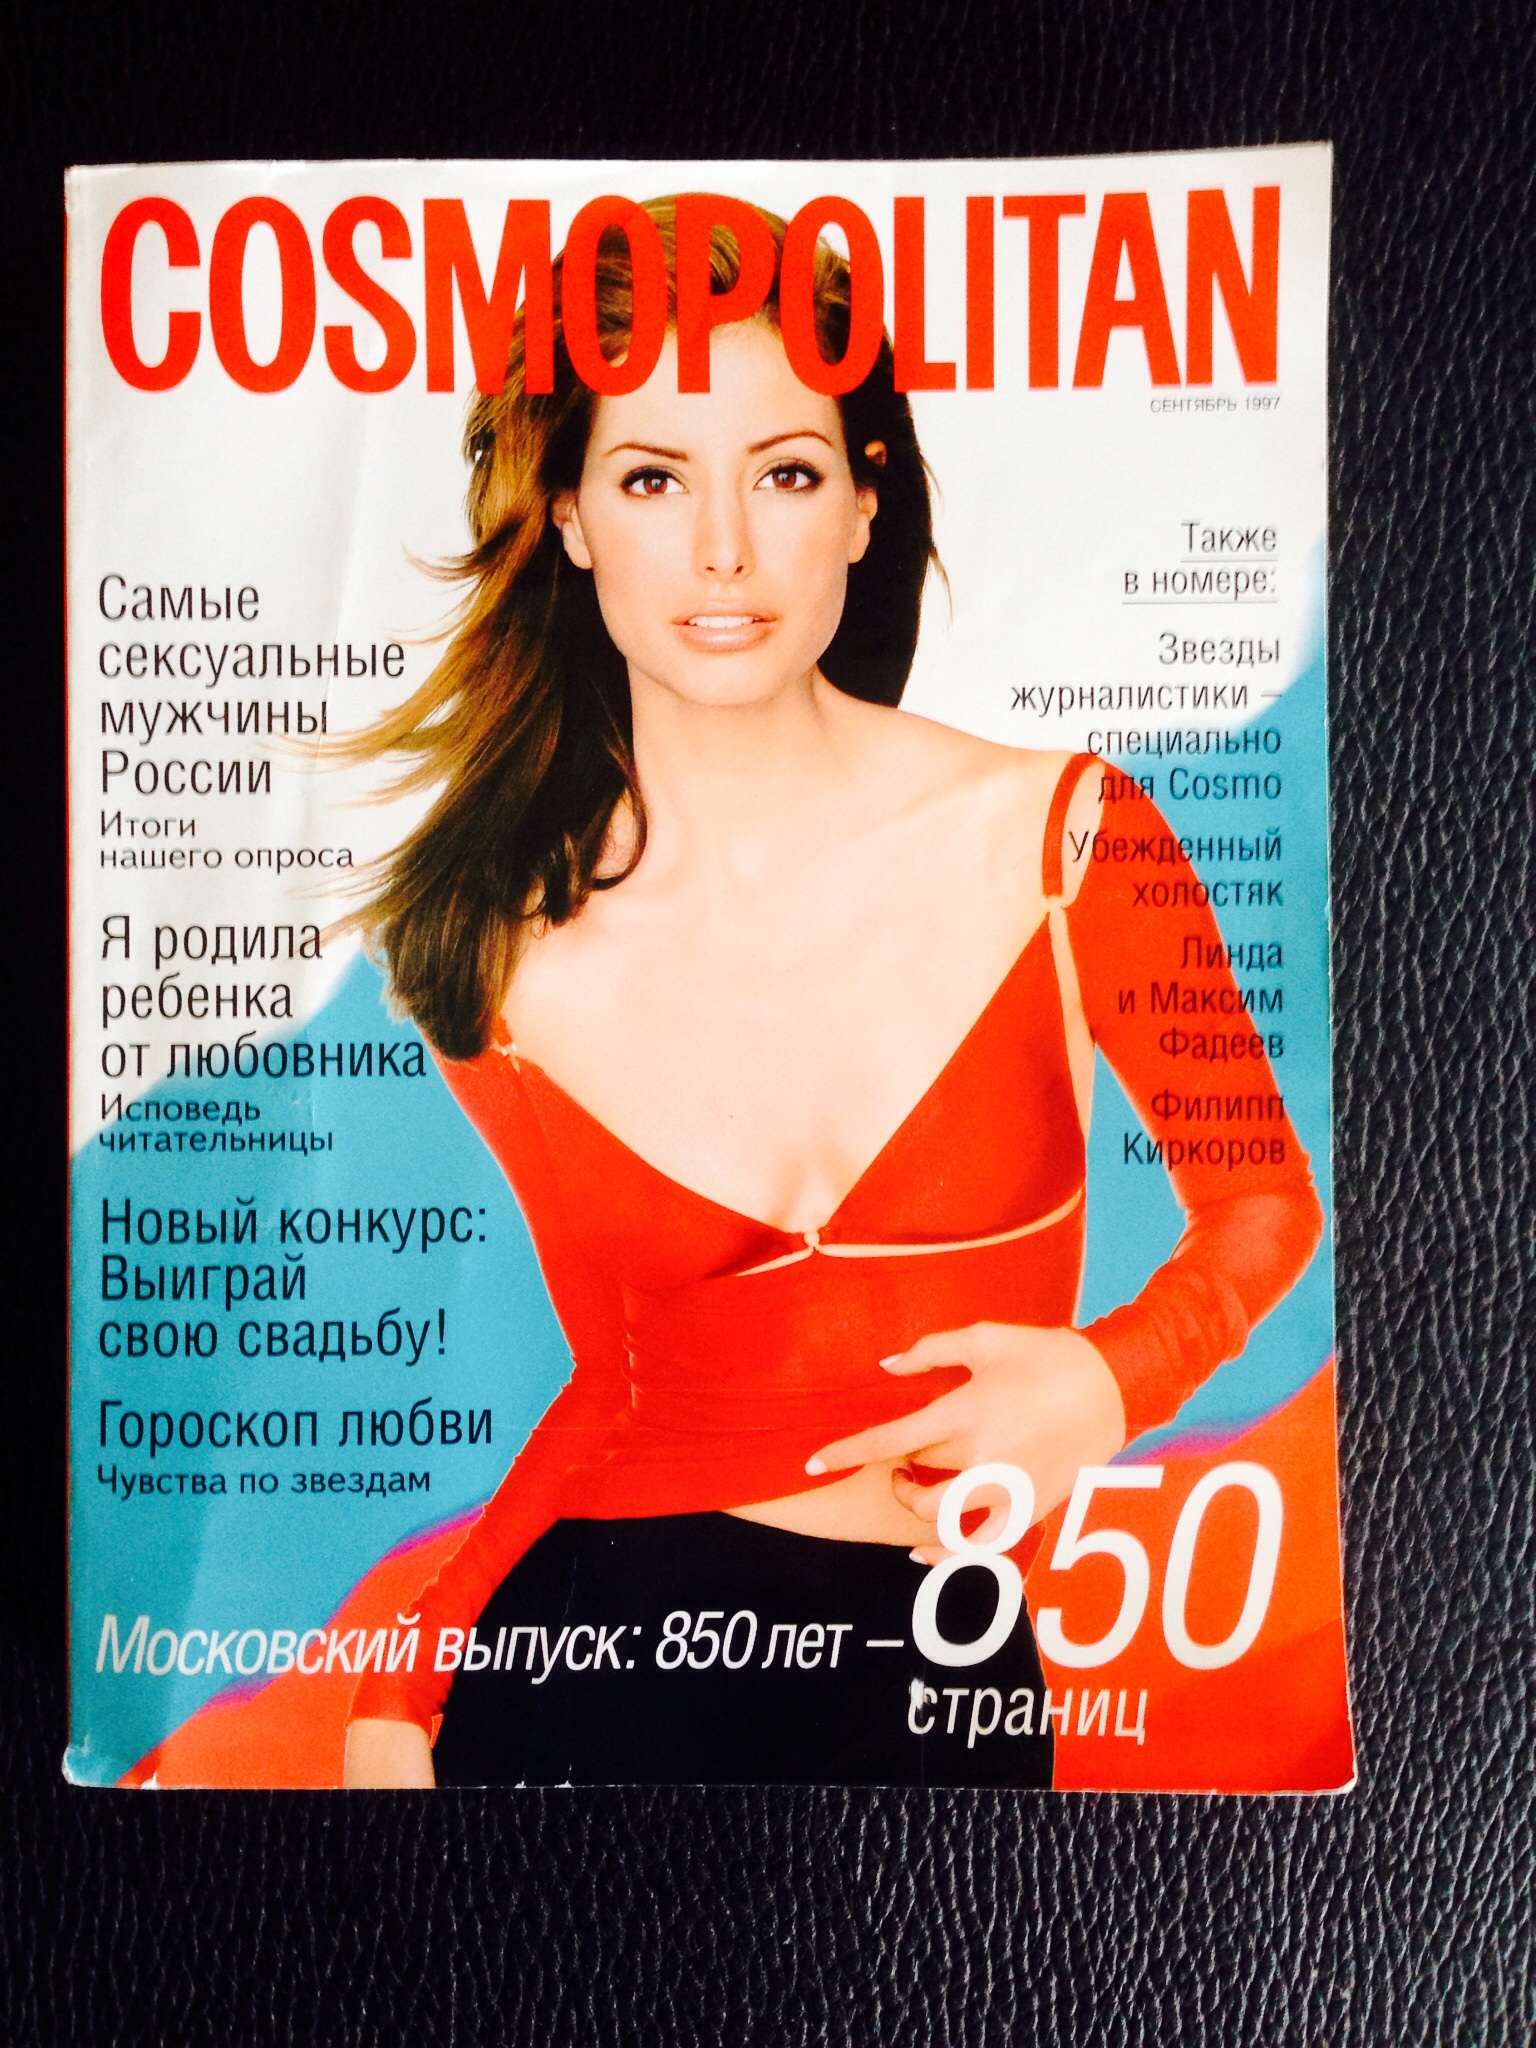 COSMOPOLITAN
СЕНТЯБРЬ 1997
Самые
сексуальные
мужчины
России
Итоги
нашего опроса
Я родила
ребенка
от любовника
Исповедь
читательницы
Новый конкурс:
Выиграй
свою свадьбу!
Гороскоп любви
Чувства по звездам
Также
в номере:
Звезды
журналистики –
специально
для Cosmo
Убежденный
холостяк
Линда
и Максим
Фадеев
Филипп
Киркоров
Московский выпуск: 850 лет – 850
страниц